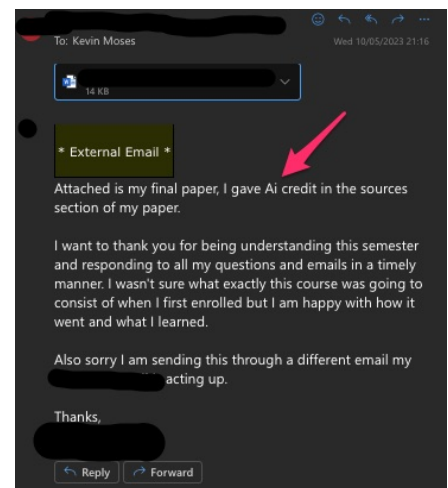 To: Kevin Moses
Wed 10/05/2023 21:16
14 KB
* External Email *
Attached is my final paper, I gave Ai credit in the sources
section of my paper.
I want to thank you for being understanding this semester
and responding to all my questions and emails in a timely
manner. I wasn't sure what exactly this course was going to
consist of when I first enrolled but I am happy with how it
went and what I learned.
Also sorry I am sending this through a different email my
acting up.
Thanks,
Reply
Forward